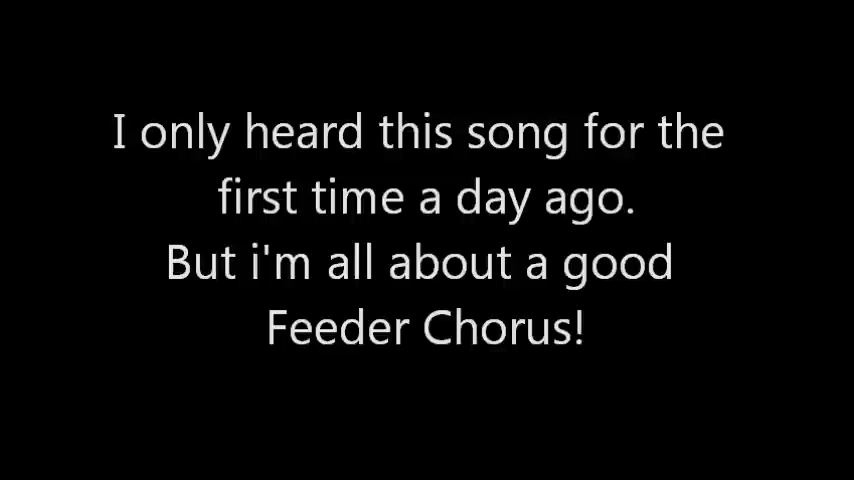 I only heard this song for the
first time a day ago.
But i'm all about a good
Feeder Chorus!